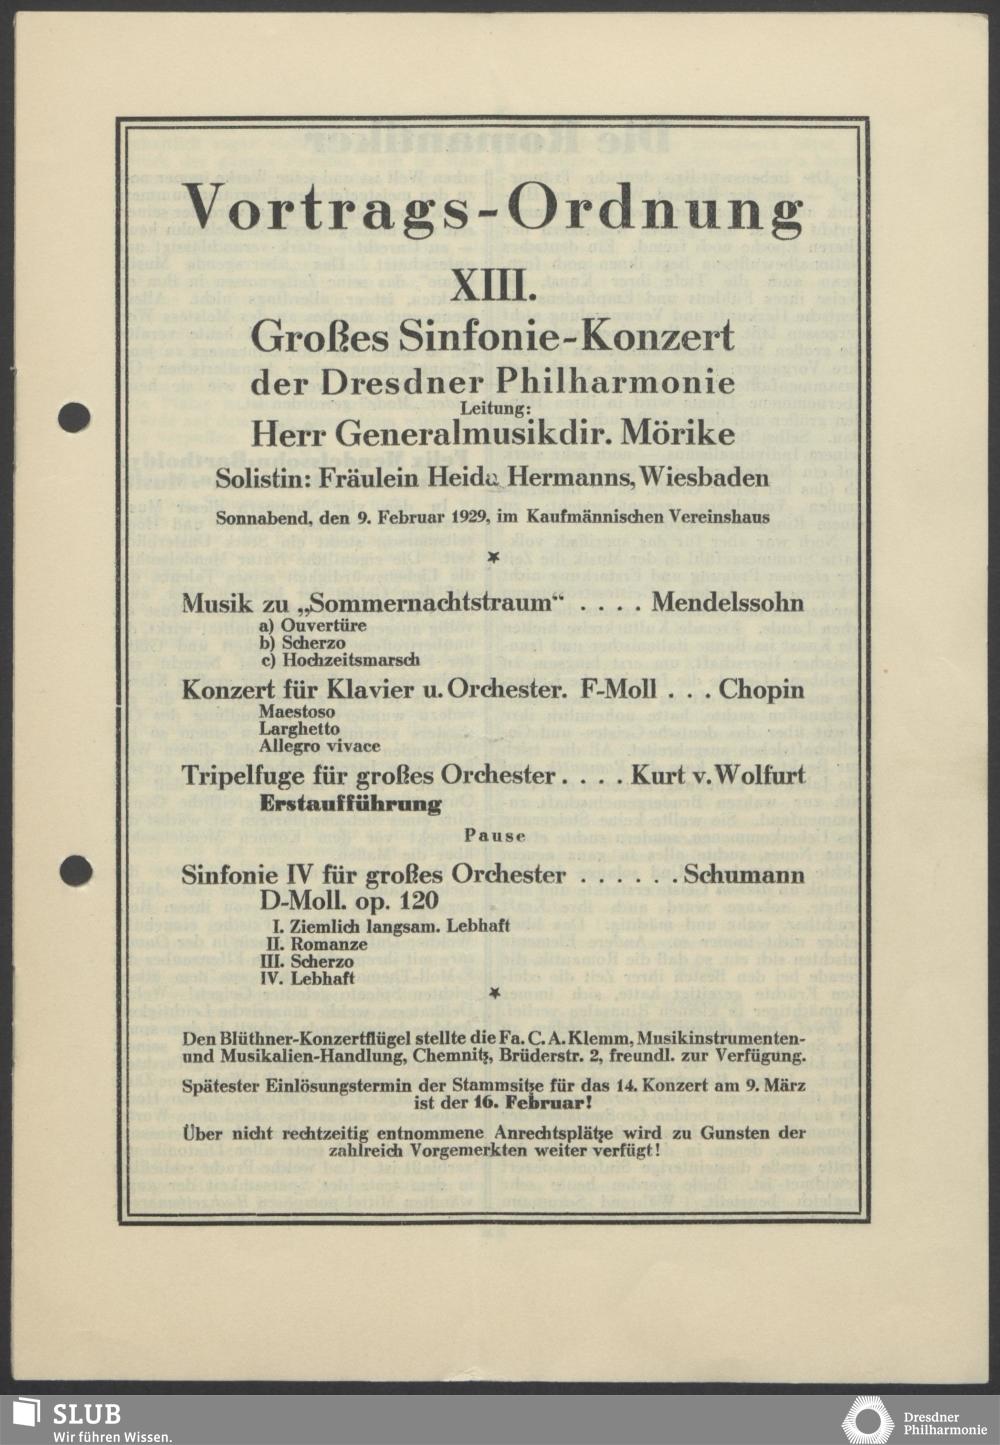 Vortrags-Ordnung
XIII.
Großes Sinfonie-Konzert
der Dresdner Philharmonie
Leitung:
Herr Generalmusikdir. Mörike
Solistin: Fräulein Heida Hermanns, Wiesbaden
Sonnabend, den 9. Februar 1929, im Kaufmännischen Vereinshaus
*
Musik zu „Sommernachtstraum“ . . . . Mendelssohn
a) Ouvertüre
b) Scherzo
c) Hochzeitsmarsch
Konzert für Klavier u. Orchester. F-Moll . . . Chopin
Maestoso
Larghetto
Allegro vivace
Tripelfuge für großes Orchester . . . . Kurt v. Wolfurt
Erstaufführung
Pause
Sinfonie IV für großes Orchester . . . . . . Schumann
D-Moll. op. 120
I. Ziemlich langsam. Lebhaft
II. Romanze
III. Scherzo
IV. Lebhaft
*
Den Blüthner-Konzertflügel stellte die Fa. C. A. Klemm, Musikinstrumenten-
und Musikalien-Handlung, Chemnitz, Brüderstr. 2, freundl. zur Verfügung.
Spätester Einlösungstermin der Stammsitze für das 14. Konzert am 9. März
ist der 16. Februar!
Über nicht rechtzeitig entnommene Anrechtsplätze wird zu Gunsten der
zahlreich Vorgemerkten weiter verfügt!
SLUB
Wir führen Wissen.
Dresdner
Philharmonie